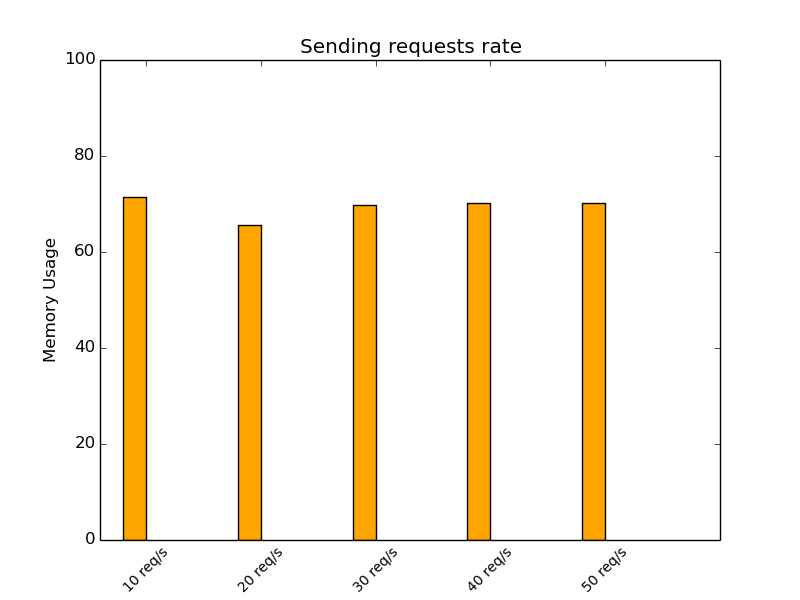 Sending requests rate
100
80
60
40
20
0
Memory Usage
10 req/s
20 req/s
30 req/s
40 req/s
50 req/s